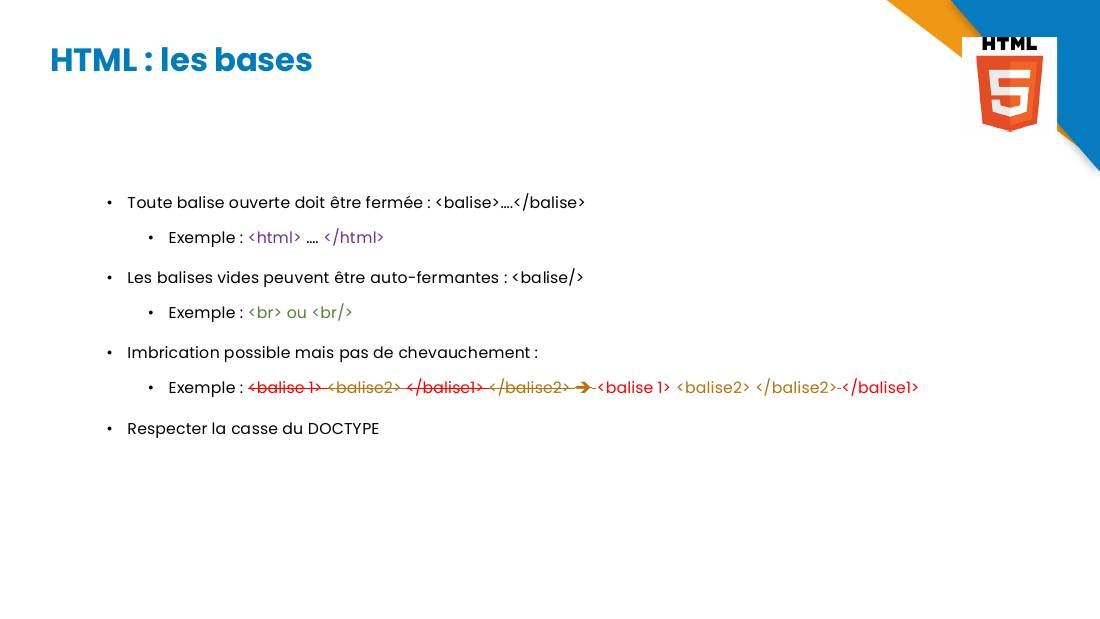 HTML : les bases
HTML
5
• Toute balise ouverte doit être fermée : <balise>….</balise>
• Exemple : <html> …. </html>
• Les balises vides peuvent être auto-fermantes : <balise/>
• Exemple : <br> ou <br/>
• Imbrication possible mais pas de chevauchement :
• Exemple : <balise 1> <balise2> </balise1> </balise2> ➔ <balise 1> <balise2> </balise2> </balise1>
• Respecter la casse du DOCTYPE